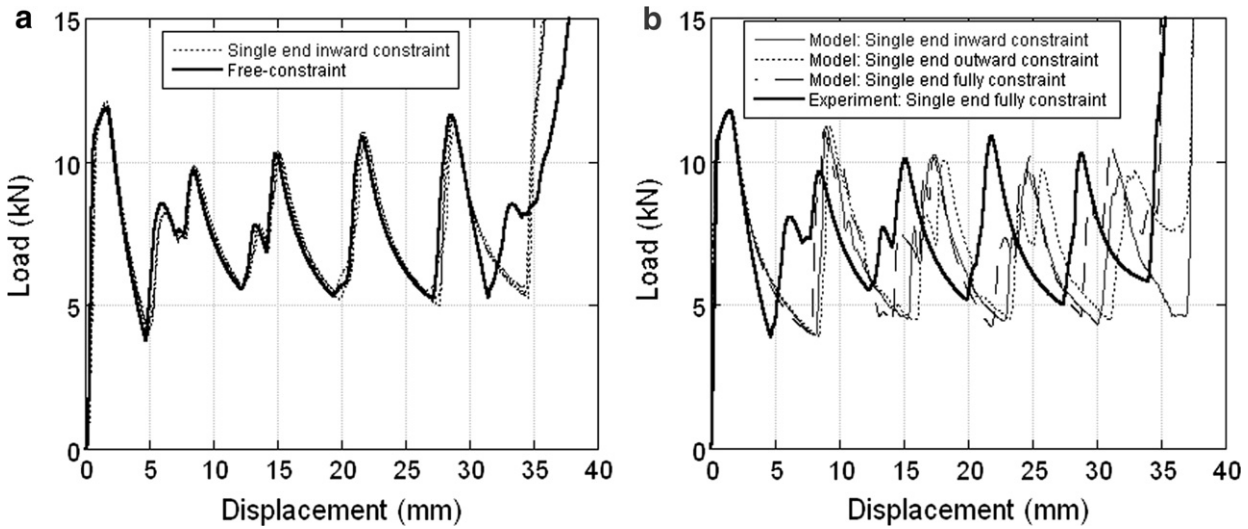 a
15
10
5
0
Load (kN)
Single end inward constraint
Free-constraint
0 5 10 15 20 25 30 35 40
Displacement (mm)
b
15
10
5
0
Load (kN)
Model: Single end inward constraint
Model: Single end outward constraint
Model: Single end fully constraint
Experiment: Single end fully constraint
0 5 10 15 20 25 30 35 40
Displacement (mm)